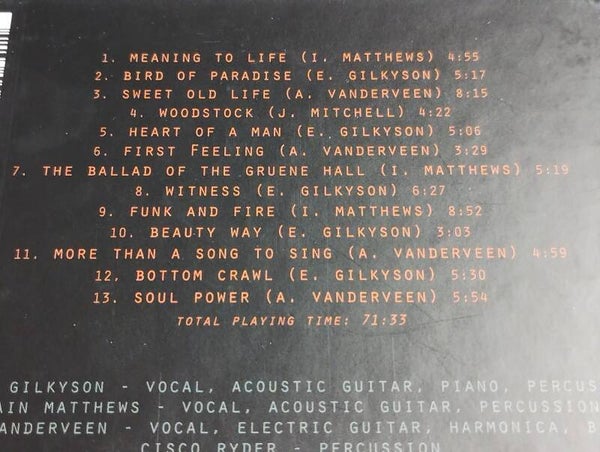 1. MEANING TO LIFE (I. MATTHEWS) 4:55
2. BIRD OF PARADISE (E. GILKYSON) 5:17
3. SWEET OLD LIFE (A. VANDERVEEN) 8:15
4. WOODSTOCK (J. MITCHELL) 4:22
5. HEART OF A MAN (E. GILKYSON) 5:06
6. FIRST FEELING (A. VANDERVEEN) 3:29
7. THE BALLAD OF THE GRUENE HALL (I. MATTHEWS) 5:19
8. WITNESS (E. GILKYSON) 6:27
9. FUNK AND FIRE (I. MATTHEWS) 8:52
10. BEAUTY WAY (E. GILKYSON) 3:03
11. MORE THAN A SONG TO SING (A. VANDERVEEN) 4:59
12. BOTTOM CRAWL (E. GILKYSON) 5:30
13. SOUL POWER (A. VANDERVEEN) 5:54
TOTAL PLAYING TIME: 71:33
GILKYSON - VOCAL, ACOUSTIC GUITAR, PIANO, PERCUS
AIN MATTHEWS - VOCAL, ACOUSTIC GUITAR, PERCUSSION
ANDERVEEN - VOCAL, ELECTRIC GUITAR, HARMONICA, B
CISCO RYDER - PERCUSSION